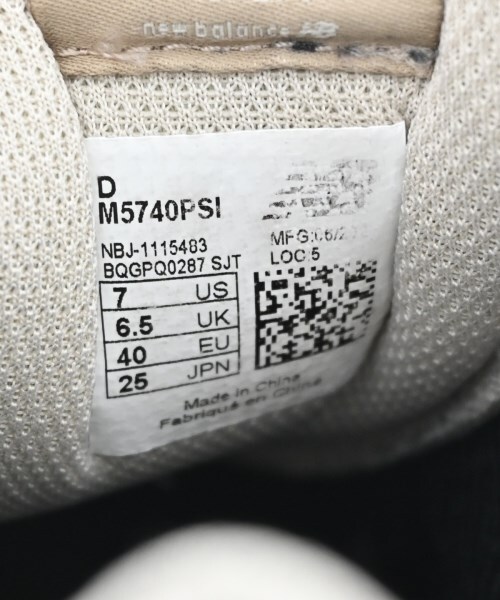 new balance
D
M5740PSI
NBJ-1115483
BQGPQ0287 SJT
LOC:5
7 US
6.5 UK
40 EU
25 JPN
Made in China
Fabriqué en Chine